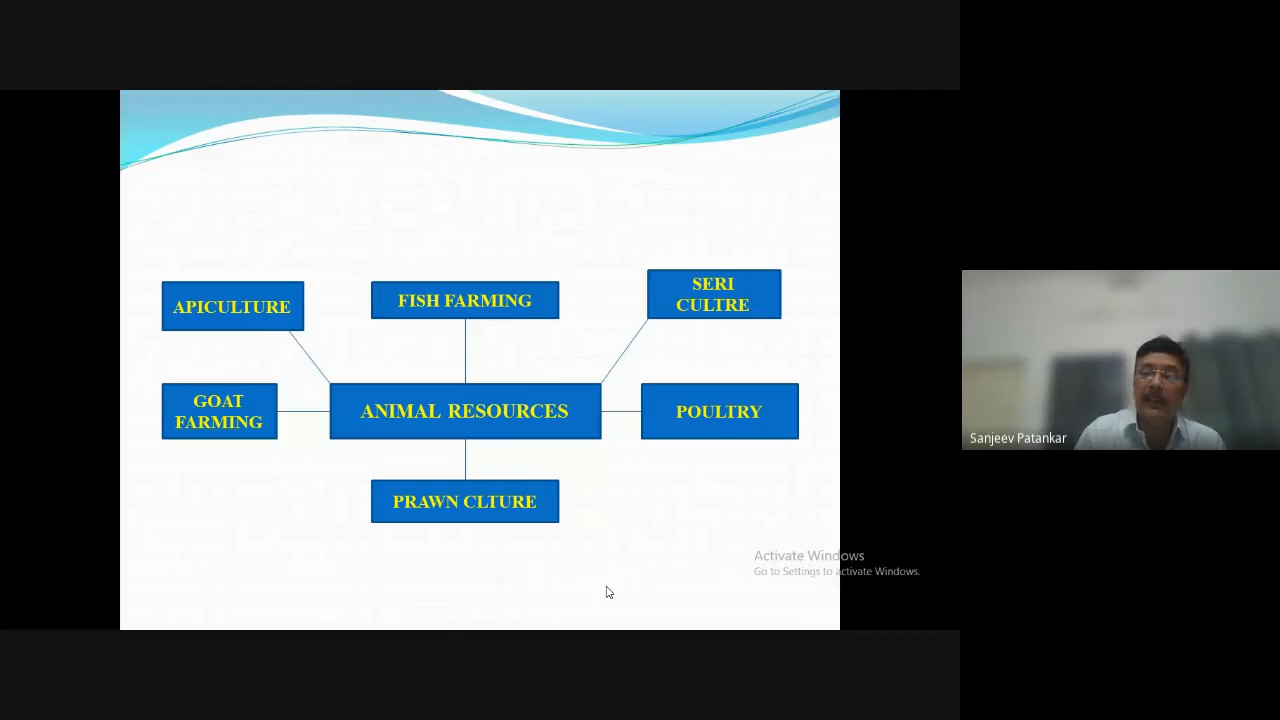 SERI
CULTRE
APICULTURE
FISH FARMING
GOAT
FARMING
ANIMAL RESOURCES
POULTRY
PRAWN CLTURE
Sanjeev Patankar
Activate Windows
Go to Settings to activate Windows.